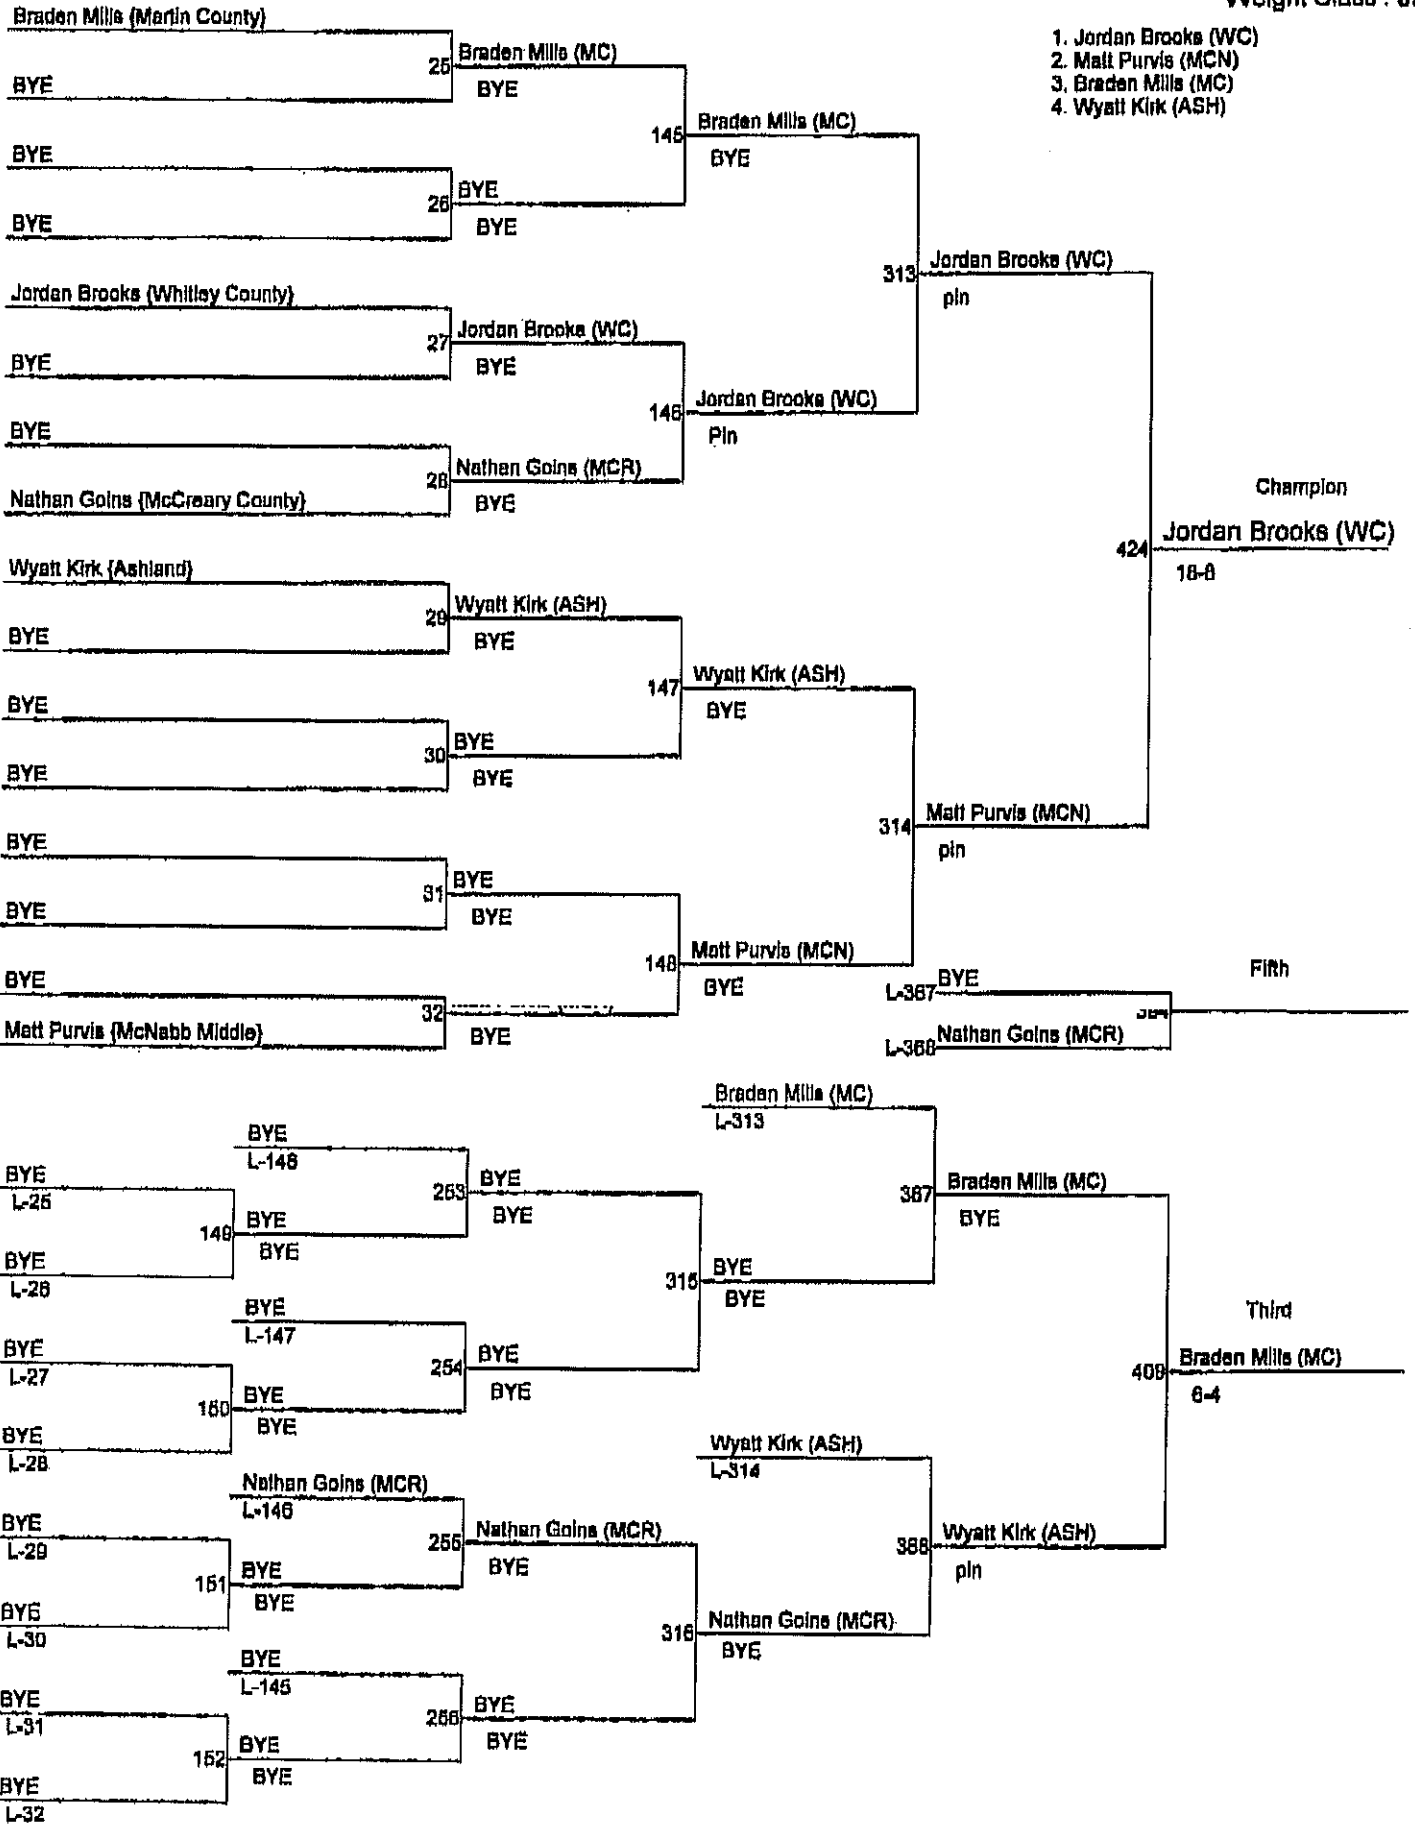 Weight Class :
1. Jordan Brooks (WC)
2. Matt Purvis (MCN)
3. Braden Mills (MC)
4. Wyatt Kirk (ASH)
Braden Mills {Martin County}
25
Braden Mills (MC)
BYE
BYE
145
Braden Mills (MC)
BYE
BYE
26
BYE
BYE
BYE
313
Jordan Brooks (WC)
pin
Jordan Brooks {Whitley County}
27
Jordan Brooks (WC)
BYE
BYE
146
Jordan Brooks (WC)
Pin
BYE
28
Nathan Goins (MCR)
BYE
Nathan Goins {McCreary County}
Champion
424
Jordan Brooks (WC)
Wyatt Kirk {Ashland}
29
Wyatt Kirk (ASH)
BYE
BYE
147
Wyatt Kirk (ASH)
BYE
BYE
30
BYE
BYE
BYE
314
Matt Purvis (MCN)
pin
BYE
31
BYE
BYE
BYE
148
Matt Purvis (MCN)
BYE
BYE
32
BYE
Matt Purvis {McNabb Middle}
Fifth
L-367
BYE
L-368
Nathan Goins (MCR)
Braden Mills (MC)
L-313
BYE
L-148
BYE
L-25
253
BYE
BYE
367
Braden Mills (MC)
BYE
149
BYE
BYE
BYE
L-26
315
BYE
BYE
BYE
L-147
Third
BYE
L-27
254
BYE
BYE
409
Braden Mills (MC)
6-4
150
BYE
BYE
BYE
L-28
Wyatt Kirk (ASH)
L-314
Nathan Goins (MCR)
L-146
BYE
L-29
255
Nathan Goins (MCR)
BYE
368
Wyatt Kirk (ASH)
pin
151
BYE
BYE
BYE
L-30
316
Nathan Goins (MCR)
BYE
BYE
L-145
BYE
L-31
256
BYE
BYE
152
BYE
BYE
BYE
L-32